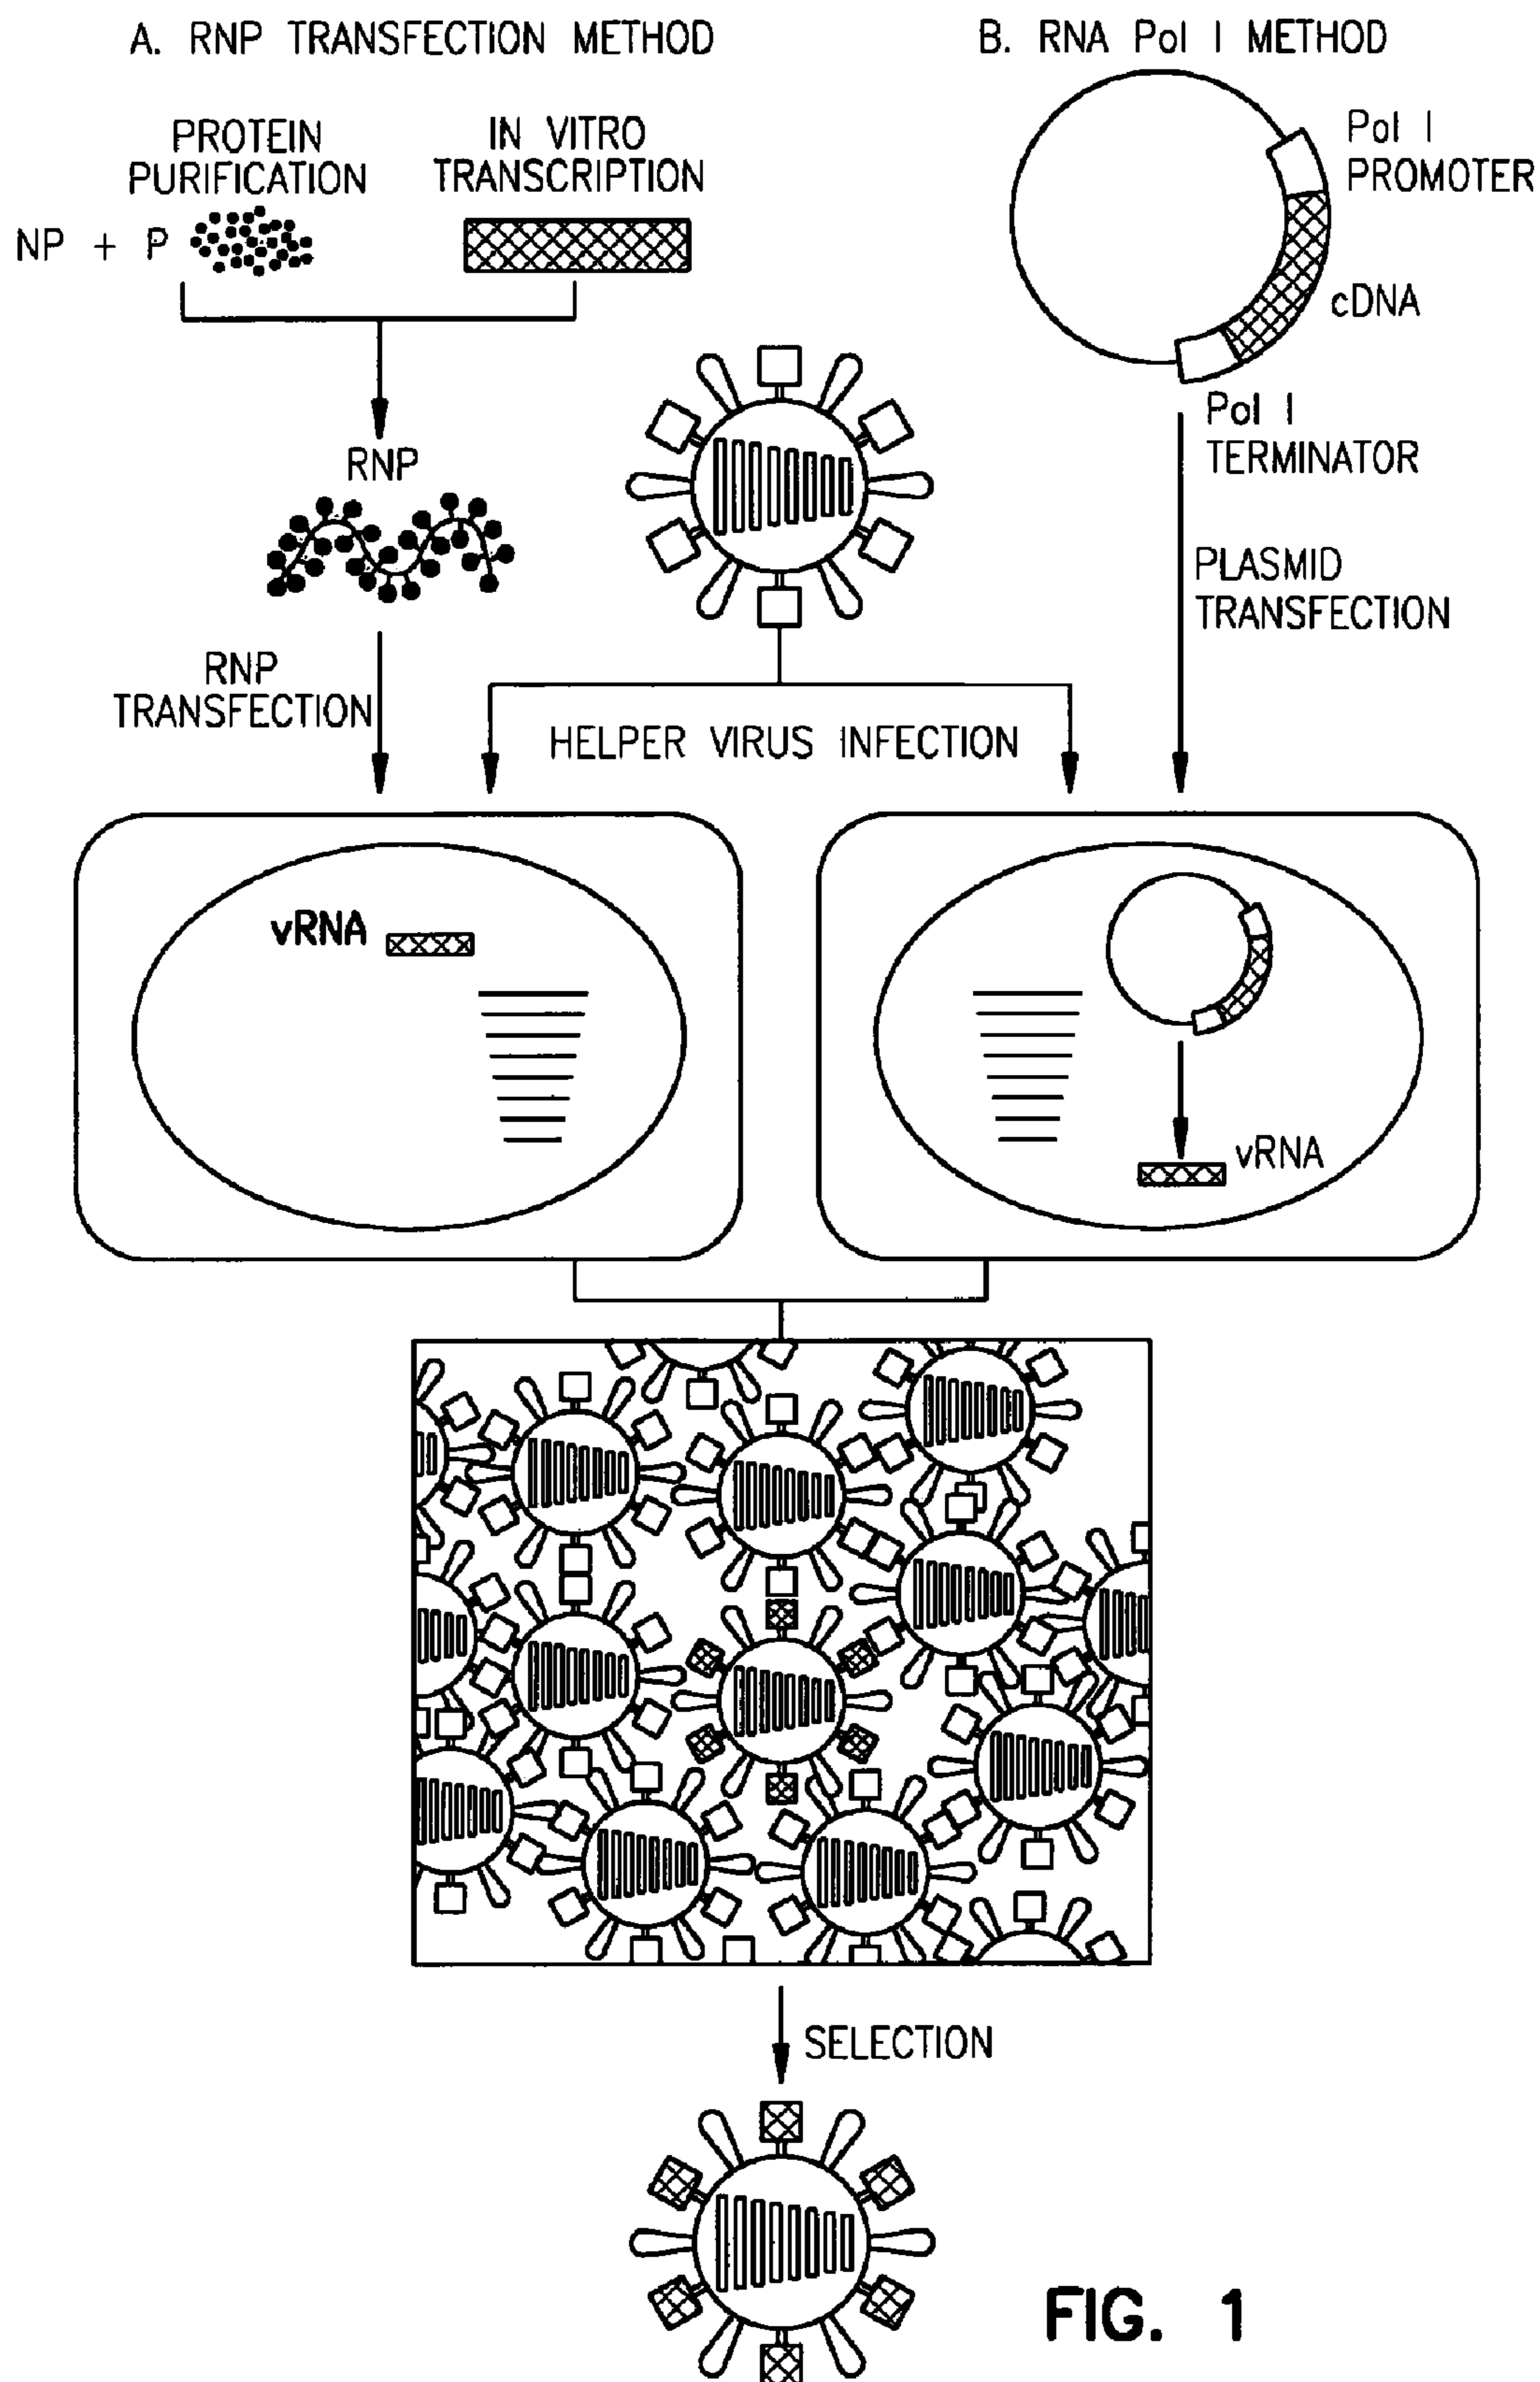 A. RNP TRANSFECTION METHOD
B. RNA Pol I METHOD
PROTEIN
PURIFICATION
IN VITRO
TRANSCRIPTION
NP + P
Pol I
PROMOTER
cDNA
Pol I
TERMINATOR
RNP
PLASMID
TRANSFECTION
RNP
TRANSFECTION
HELPER VIRUS INFECTION
vRNA
vRNA
SELECTION
FIG. 1